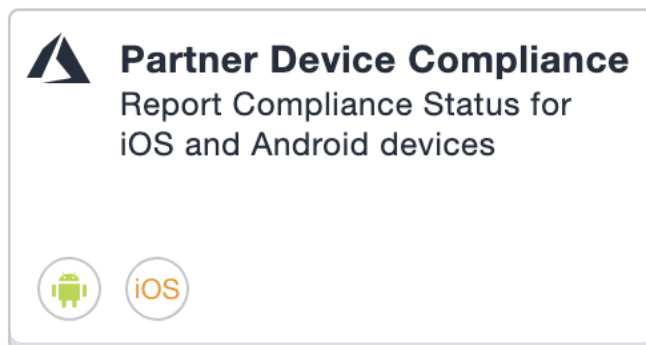 Partner Device Compliance
Report Compliance Status for
iOS and Android devices
iOS